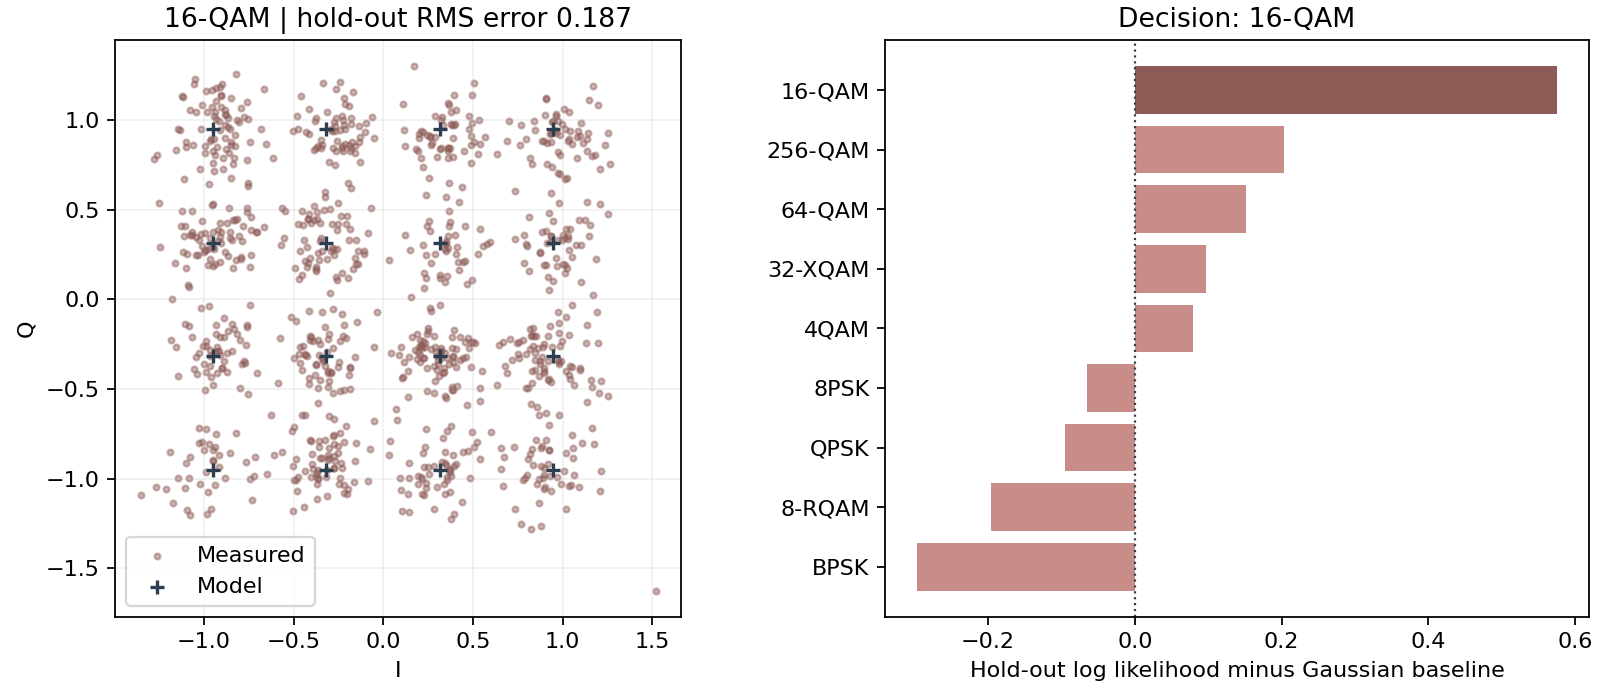 16-QAM | hold-out RMS error 0.187
1.0
0.5
0.0
−0.5
−1.0
−1.5
Q
Measured
Model
−1.0
−0.5
0.0
0.5
1.0
1.5
I
Decision: 16-QAM
16-QAM
256-QAM
64-QAM
32-XQAM
4QAM
8PSK
QPSK
8-RQAM
BPSK
−0.2
0.0
0.2
0.4
0.6
Hold-out log likelihood minus Gaussian baseline